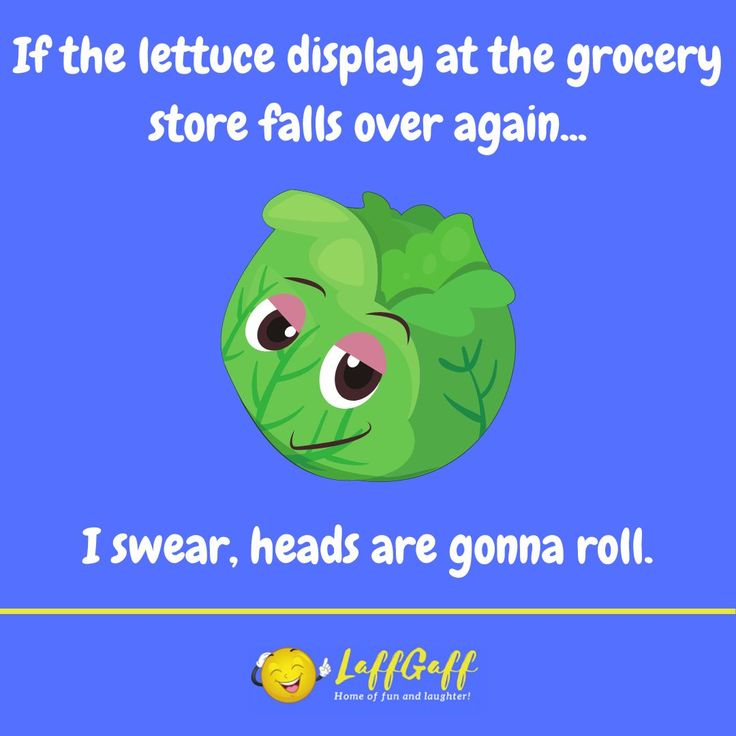 If the lettuce display at the grocery
store falls over again...
I swear, heads are gonna roll.
LaffGaff
Home of fun and laughter!